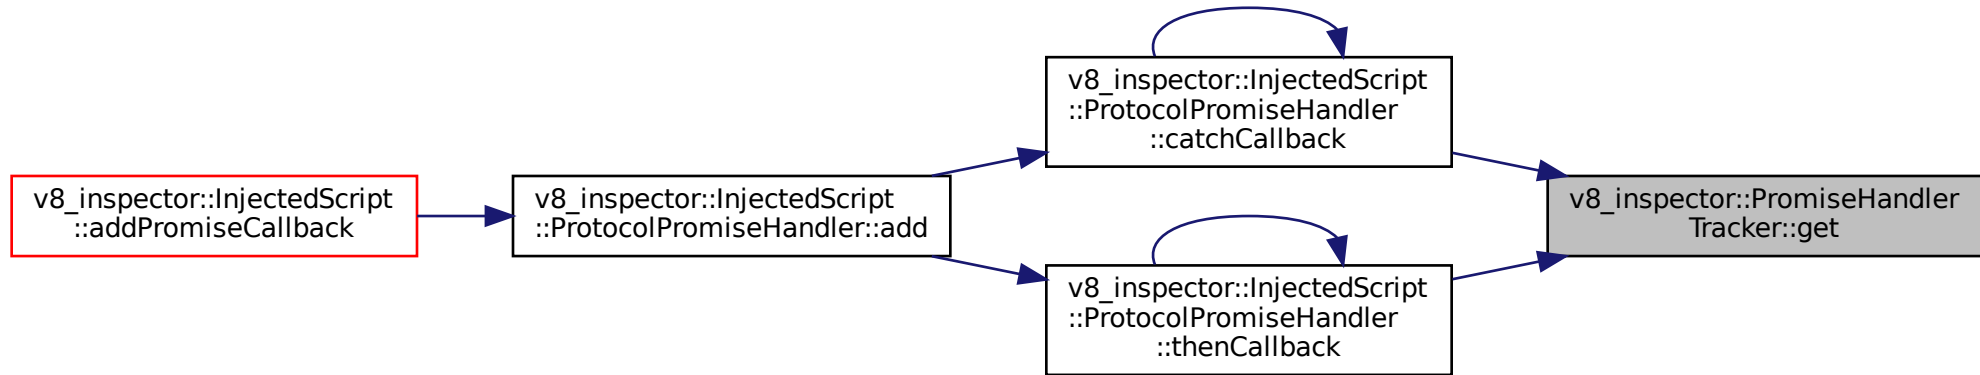 v8_inspector::InjectedScript
::addPromiseCallback
v8_inspector::InjectedScript
::ProtocolPromiseHandler::add
v8_inspector::InjectedScript
::ProtocolPromiseHandler
::catchCallback
v8_inspector::InjectedScript
::ProtocolPromiseHandler
::thenCallback
v8_inspector::PromiseHandler
Tracker::get